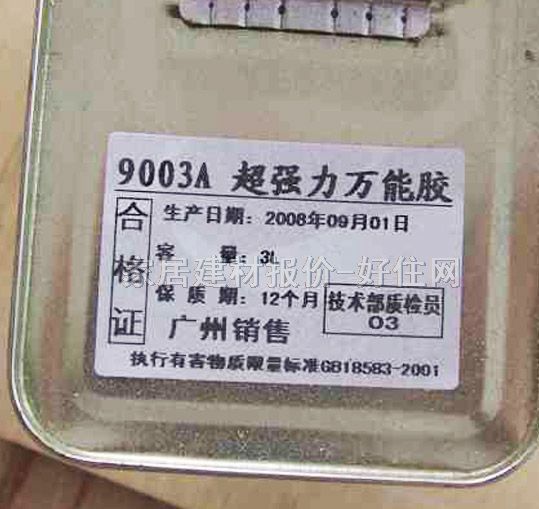 9003A 超强力万能胶
合格证
生产日期: 2008年09月01日
容 量: 3L
家居建材报价-好住网
保 质 期: 12个月
技术部质检员
03
广州销售
执行有害物质限量标准GB18583-2001